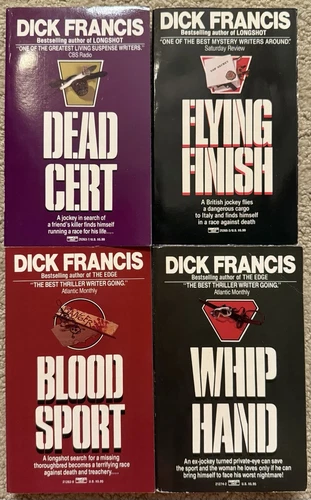 DICK FRANCIS
Bestselling author of LONGSHOT
"ONE OF THE GREATEST LIVING SUSPENSE WRITERS."
CBS Radio
DEAD
CERT
A jockey in search of
a friend's killer finds himself
running a race for his life.....
DICK FRANCIS
Bestselling author of LONGSHOT
"ONE OF THE BEST MYSTERY WRITERS AROUND."
Saturday Review
FLYING
FINISH
A British jockey flies
a dangerous cargo
to Italy and finds himself
in a race against death
DICK FRANCIS
Bestselling author of THE EDGE
"THE BEST THRILLER WRITER GOING."
Atlantic Monthly
BLOOD
SPORT
A longshot search for a missing
thoroughbred becomes a terrifying race
against death and treachery....
DICK FRANCIS
Bestselling author of THE EDGE
"THE BEST THRILLER WRITER GOING."
Atlantic Monthly
WHIP
HAND
An ex-jockey turned private-eye can save
the sport and the woman he loves only if he can
bring himself to face his worst nightmare!